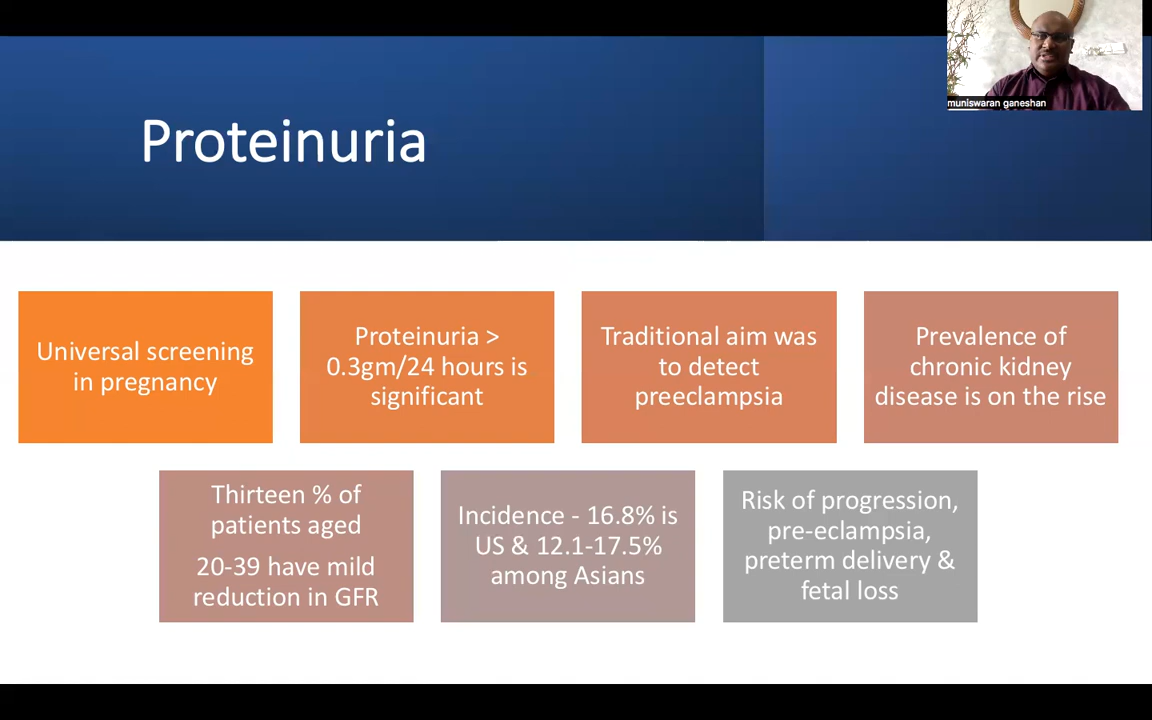 muniswaran ganeshan
Proteinuria
Universal screening
in pregnancy
Proteinuria >
0.3gm/24 hours is
significant
Traditional aim was
to detect
preeclampsia
Prevalence of
chronic kidney
disease is on the rise
Thirteen % of
patients aged
20-39 have mild
reduction in GFR
Incidence - 16.8% is
US & 12.1-17.5%
among Asians
Risk of progression,
pre-eclampsia,
preterm delivery &
fetal loss